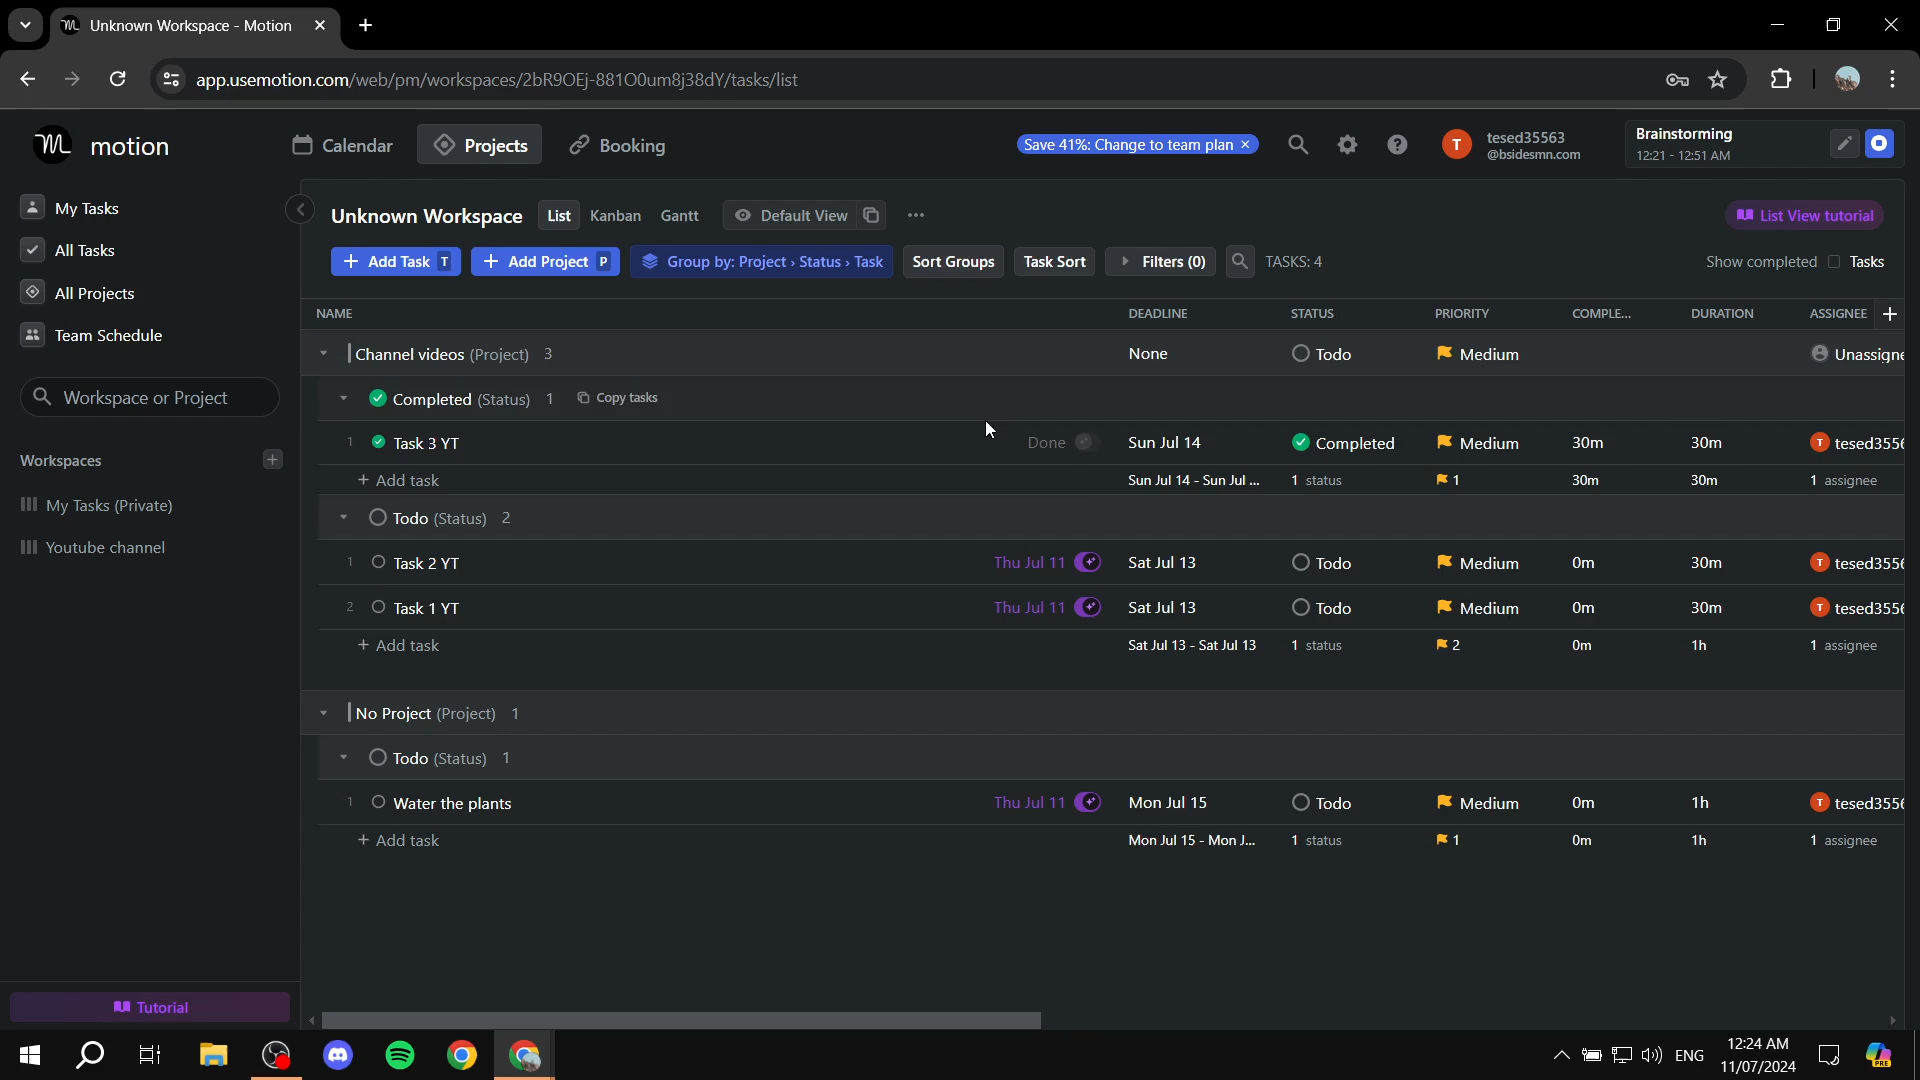 Unknown Workspace - Motion
app.usemotion.com/web/pm/workspaces/2bR9OEj-881O0um8j38dY/tasks/list
motion
Calendar
Projects
Booking
Save 41%: Change to team plan ×
T
tesed35563
@bsidesmn.com
Brainstorming
12:21 - 12:51 AM
My Tasks
All Tasks
All Projects
Team Schedule
Workspace or Project
Workspaces
My Tasks (Private)
Youtube channel
Tutorial
Unknown Workspace
List
Kanban
Gantt
Default View
List View tutorial
Add Task T
Add Project P
Group by: Project › Status › Task
Sort Groups
Task Sort
Filters (0)
TASKS: 4
Show completed
Tasks
NAME DEADLINE STATUS PRIORITY COMPLE... DURATION ASSIGNEE
Channel videos (Project) 3 None Todo Medium Unassigne
Completed (Status) 1 Copy tasks
1 Task 3 YT Done Sun Jul 14 Completed Medium 30m 30m T tesed3556
+ Add task Sun Jul 14 - Sun Jul ... 1 status 1 30m 30m 1 assignee
Todo (Status) 2
1 Task 2 YT Thu Jul 11 Sat Jul 13 Todo Medium 0m 30m T tesed3556
2 Task 1 YT Thu Jul 11 Sat Jul 13 Todo Medium 0m 30m T tesed3556
+ Add task Sat Jul 13 - Sat Jul 13 1 status 2 0m 1h 1 assignee
No Project (Project) 1
Todo (Status) 1
1 Water the plants Thu Jul 11 Mon Jul 15 Todo Medium 0m 1h T tesed3556
+ Add task Mon Jul 15 - Mon J... 1 status 1 0m 1h 1 assignee
ENG
12:24 AM
11/07/2024
PRE